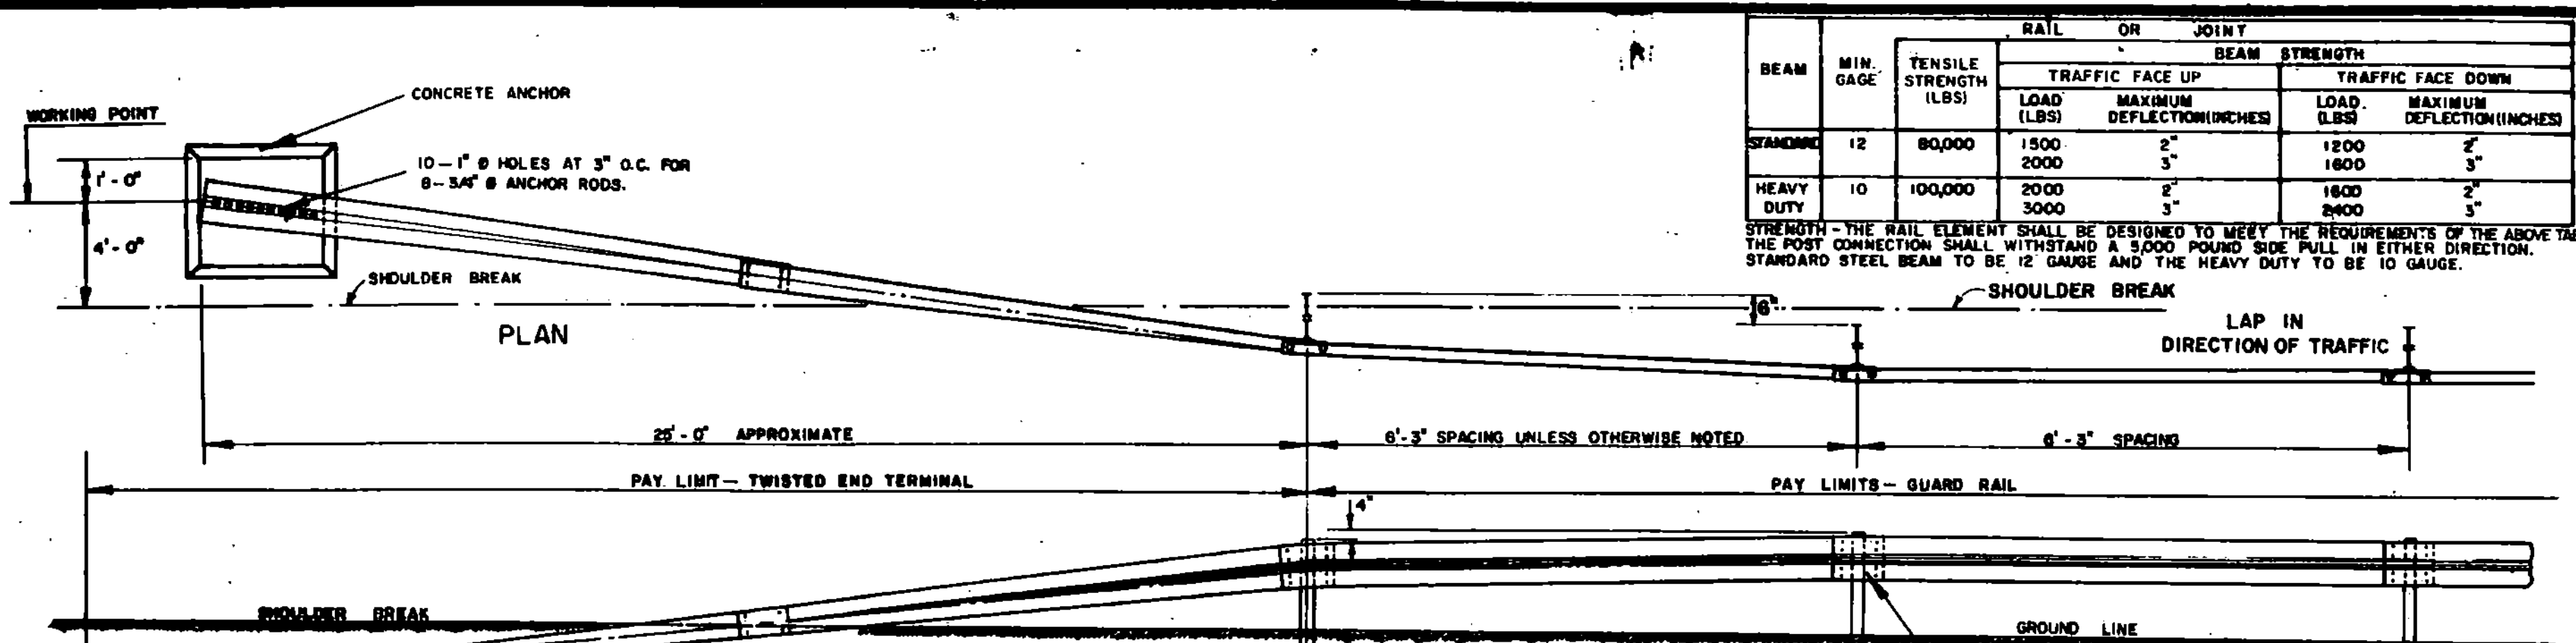 WORKING POINT
CONCRETE ANCHOR
10-1" Ø HOLES AT 3" O.C. FOR
8-3/4" Ø ANCHOR RODS.
1'-0"
4'-0"
SHOULDER BREAK
PLAN
RAIL OR JOINT
BEAM STRENGTH
BEAM
MIN. GAGE
TENSILE STRENGTH (LBS)
TRAFFIC FACE UP
TRAFFIC FACE DOWN
LOAD (LBS)
MAXIMUM DEFLECTION (INCHES)
LOAD. (LBS)
MAXIMUM DEFLECTION (INCHES)
STANDARD 12 80,000 1500 2" 1200 2"
2000 3" 1600 3"
HEAVY DUTY 10 100,000 2000 2" 1600 2"
3000 3" 2400 3"
STRENGTH - THE RAIL ELEMENT SHALL BE DESIGNED TO MEET THE REQUIREMENTS OF THE ABOVE
THE POST CONNECTION SHALL WITHSTAND A 5,000 POUND SIDE PULL IN EITHER DIRECTION.
STANDARD STEEL BEAM TO BE 12 GAUGE AND THE HEAVY DUTY TO BE 10 GAUGE.
6"
SHOULDER BREAK
LAP IN
DIRECTION OF TRAFFIC
25'-0" APPROXIMATE
6'-3" SPACING UNLESS OTHERWISE NOTED
6'-3" SPACING
PAY LIMIT - TWISTED END TERMINAL
PAY LIMITS - GUARD RAIL
4"
SHOULDER BREAK
GROUND LINE